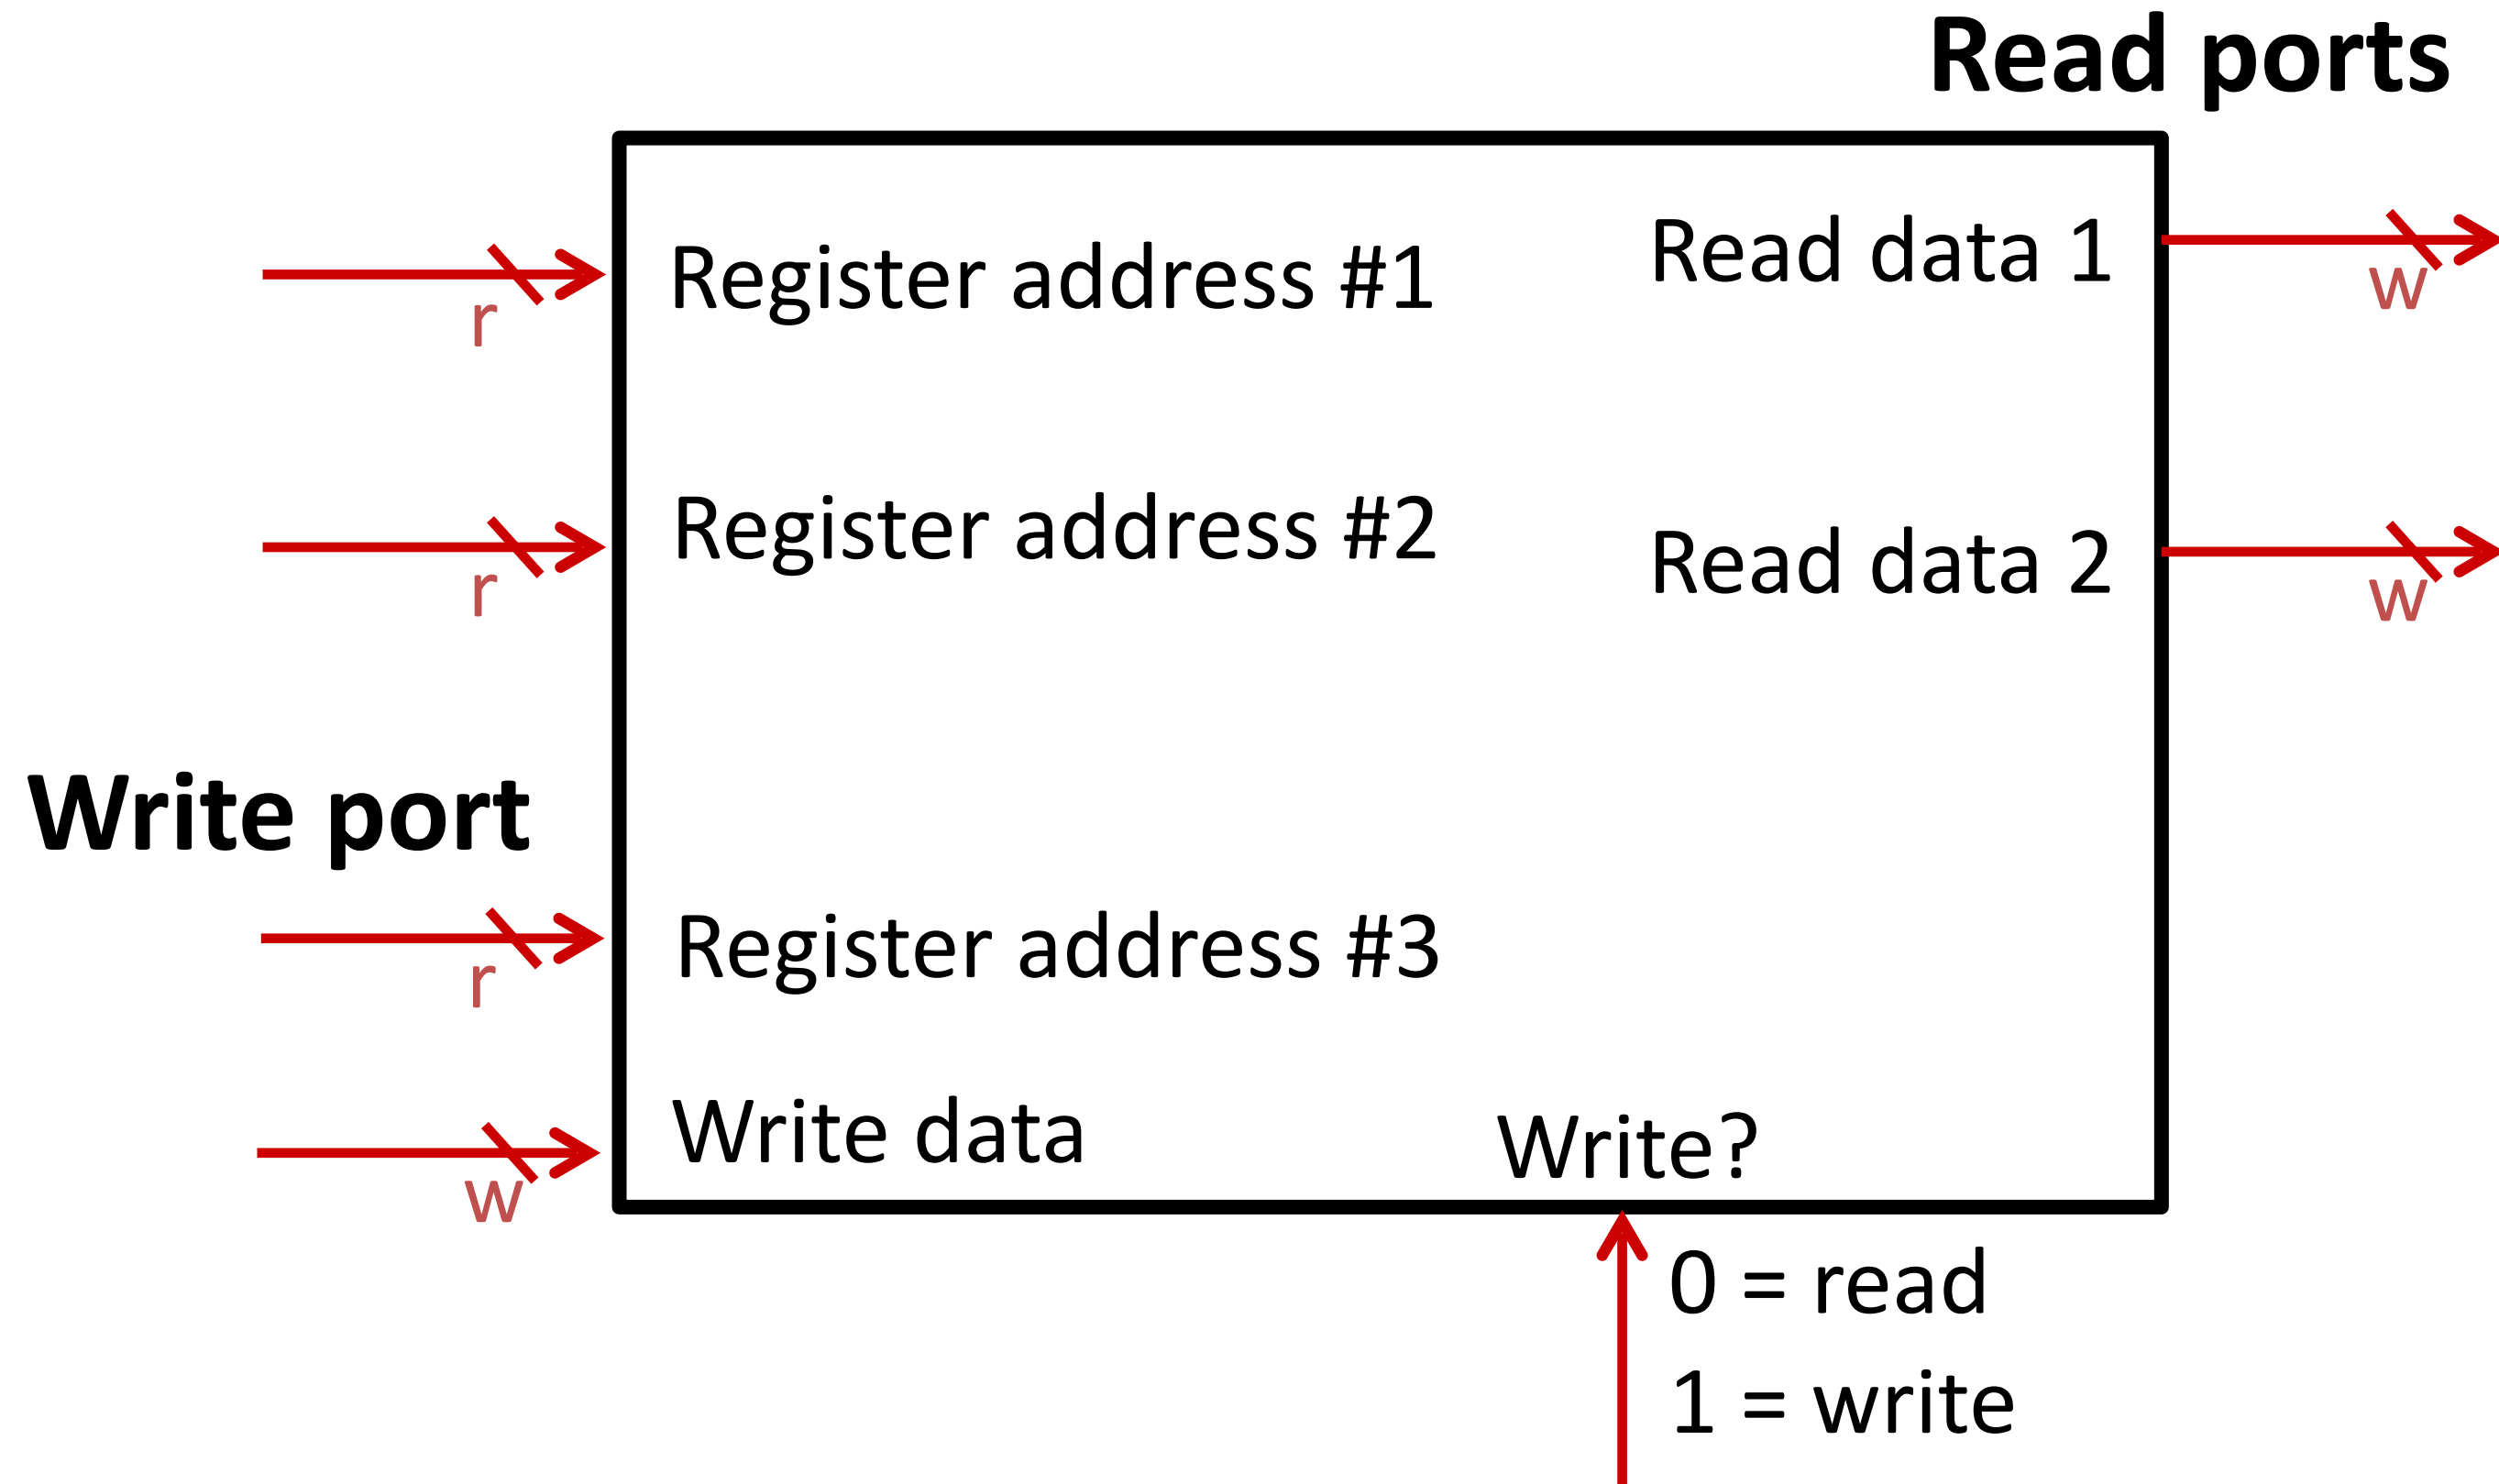 Read ports
Register address #1
Read data 1
r
w
Register address #2
Read data 2
r
w
Write port
Register address #3
r
Write data
Write?
w
0 = read
1 = write